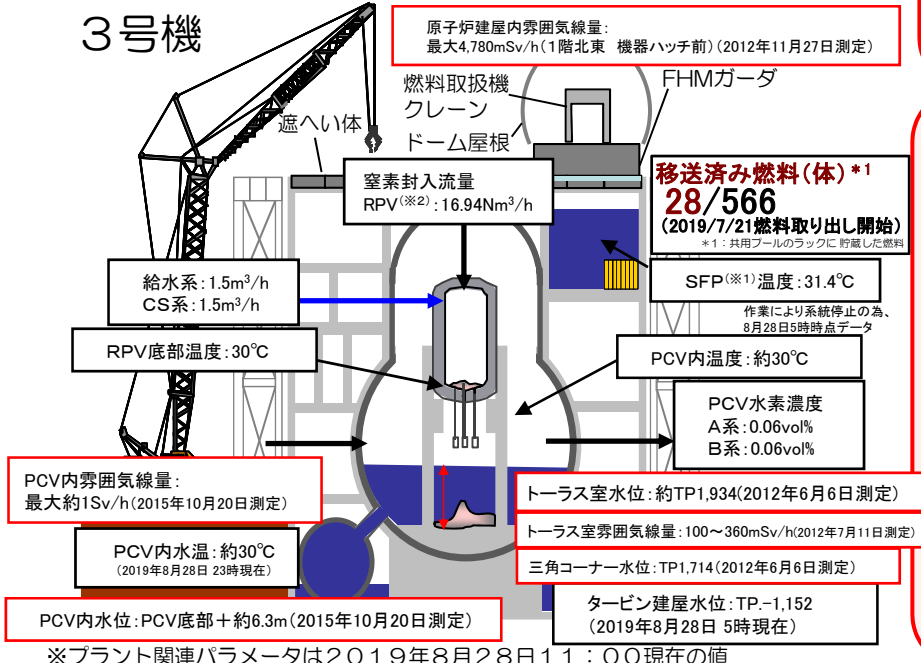 3号機
原子炉建屋内雰囲気線量:
最大4,780mSv/h(1階北東 機器ハッチ前)(2012年11月27日測定)
燃料取扱機
クレーン
FHMガーダ
遮へい体
ドーム屋根
窒素封入流量
RPV(※2):16.94Nm³/h
移送済み燃料(体)*1
28/566
(2019/7/21燃料取り出し開始)
*1:共用プールのラックに貯蔵した燃料
給水系:1.5m³/h
CS系:1.5m³/h
SFP(※1)温度:31.4℃
作業により系統停止の為、
8月28日5時時点データ
RPV底部温度:30℃
PCV内温度:約30℃
PCV水素濃度
A系:0.06vol%
B系:0.06vol%
PCV内雰囲気線量:
最大約1Sv/h(2015年10月20日測定)
トーラス室水位:約TP1,934(2012年6月6日測定)
トーラス室雰囲気線量:100~360mSv/h(2012年7月11日測定)
PCV内水温:約30℃
(2019年8月28日 23時現在)
三角コーナー水位:TP1,714(2012年6月6日測定)
タービン建屋水位:TP.-1,152
(2019年8月28日 5時現在)
PCV内水位:PCV底部+約6.3m(2015年10月20日測定)
※プラント関連パラメータは2019年8月28日11:00現在の値